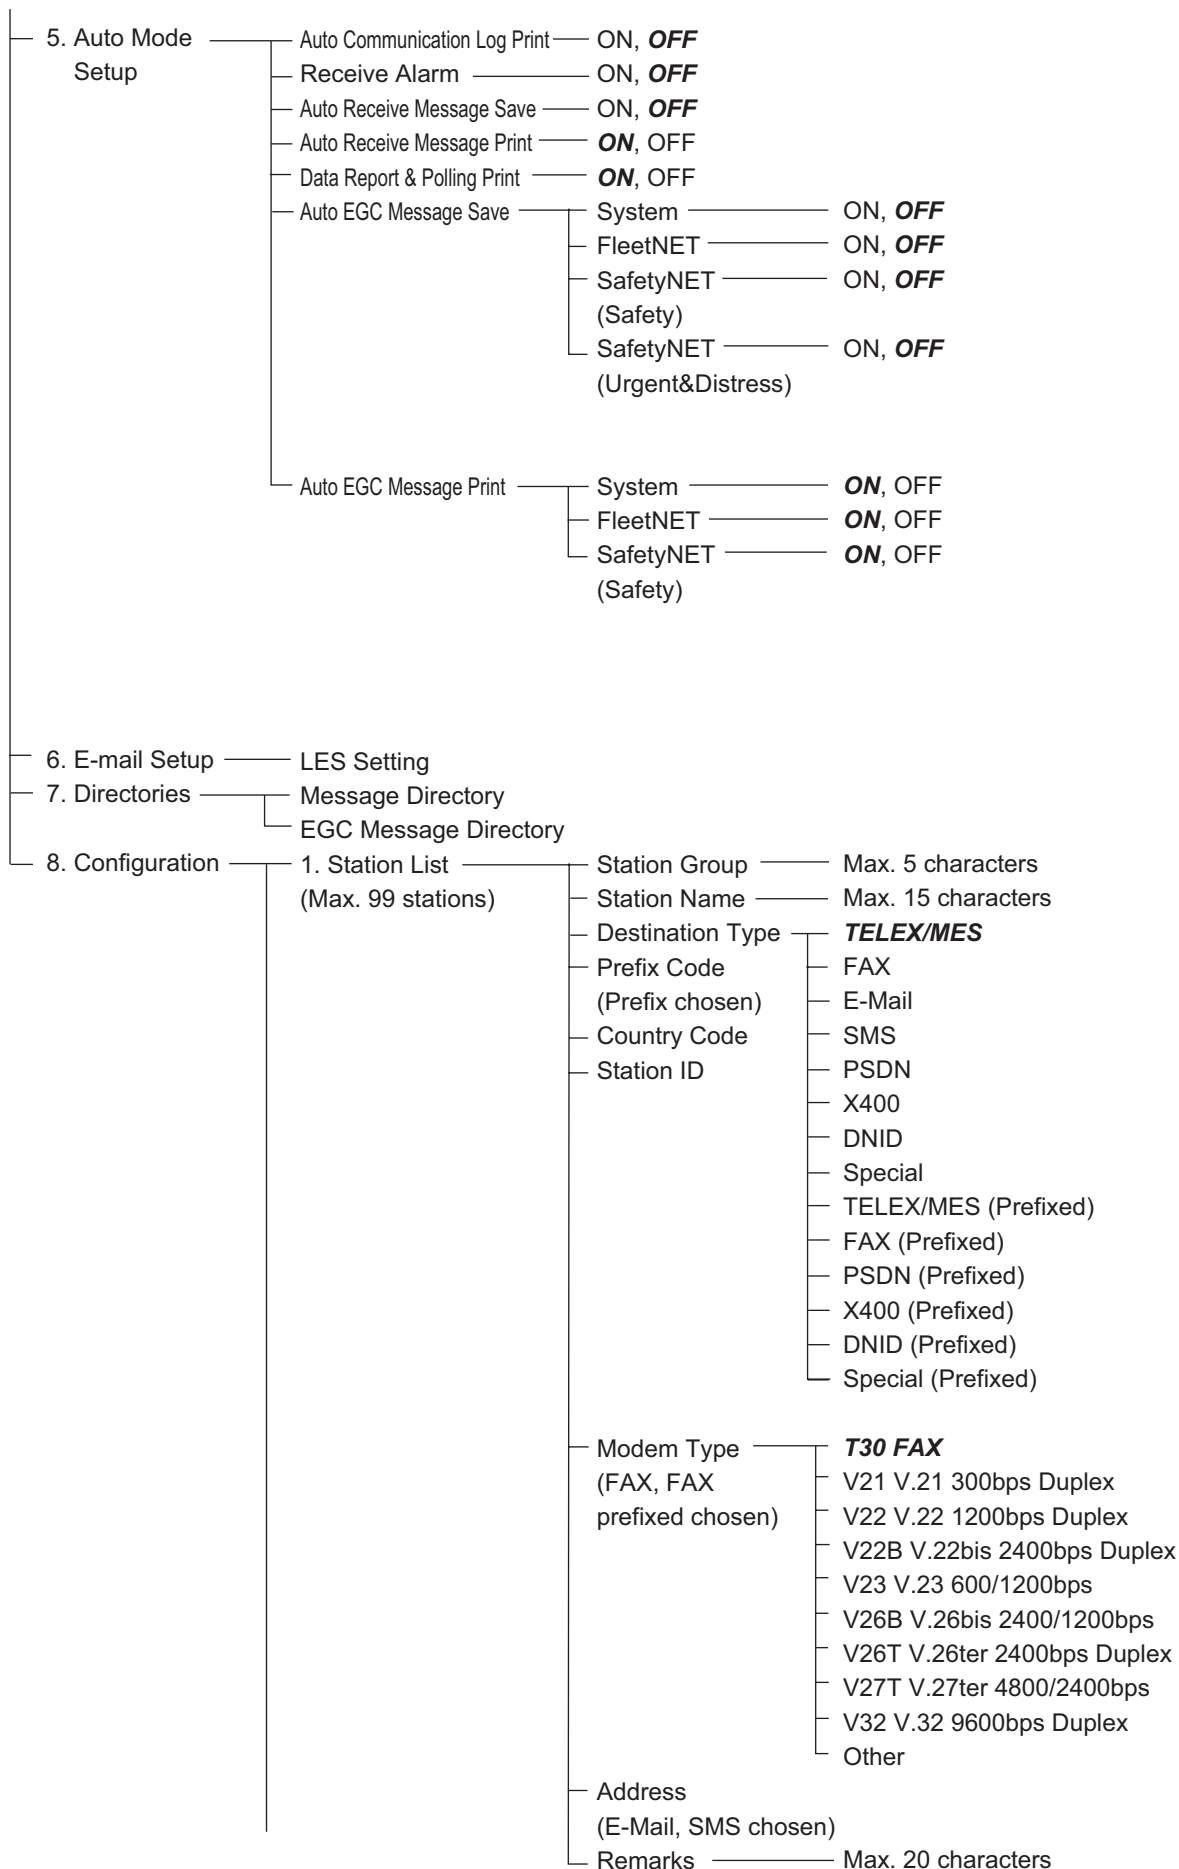 5. Auto Mode Auto Communication Log Print ON, OFF
Setup Receive Alarm ON, OFF
Auto Receive Message Save ON, OFF
Auto Receive Message Print ON, OFF
Data Report & Polling Print ON, OFF
Auto EGC Message Save System ON, OFF
FleetNET ON, OFF
SafetyNET ON, OFF
(Safety)
SafetyNET ON, OFF
(Urgent&Distress)
Auto EGC Message Print System ON, OFF
FleetNET ON, OFF
SafetyNET ON, OFF
(Safety)
6. E-mail Setup LES Setting
7. Directories Message Directory
EGC Message Directory
8. Configuration 1. Station List Station Group Max. 5 characters
(Max. 99 stations) Station Name Max. 15 characters
Destination Type TELEX/MES
Prefix Code FAX
(Prefix chosen) E-Mail
Country Code SMS
Station ID PSDN
X400
DNID
Special
TELEX/MES (Prefixed)
FAX (Prefixed)
PSDN (Prefixed)
X400 (Prefixed)
DNID (Prefixed)
Special (Prefixed)
Modem Type T30 FAX
(FAX, FAX V21 V.21 300bps Duplex
prefixed chosen) V22 V.22 1200bps Duplex
V22B V.22bis 2400bps Duplex
V23 V.23 600/1200bps
V26B V.26bis 2400/1200bps
V26T V.26ter 2400bps Duplex
V27T V.27ter 4800/2400bps
V32 V.32 9600bps Duplex
Other
Address
(E-Mail, SMS chosen)
Remarks Max. 20 characters